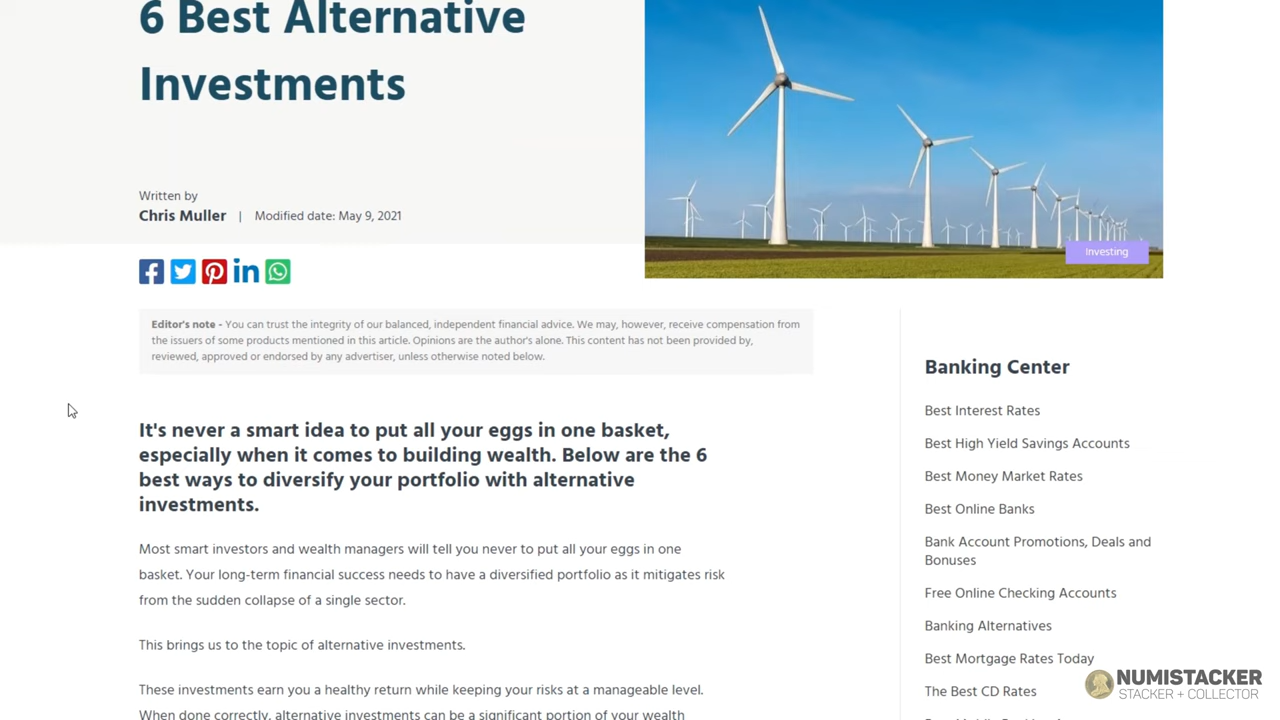 6 Best Alternative
Investments
Written by
Chris Muller | Modified date: May 9, 2021
Investing
Editor's note - You can trust the integrity of our balanced, independent financial advice. We may, however, receive compensation from
the issuers of some products mentioned in this article. Opinions are the author's alone. This content has not been provided by,
reviewed, approved or endorsed by any advertiser, unless otherwise noted below.
It's never a smart idea to put all your eggs in one basket,
especially when it comes to building wealth. Below are the 6
best ways to diversify your portfolio with alternative
investments.
Most smart investors and wealth managers will tell you never to put all your eggs in one
basket. Your long-term financial success needs to have a diversified portfolio as it mitigates risk
from the sudden collapse of a single sector.
This brings us to the topic of alternative investments.
These investments earn you a healthy return while keeping your risks at a manageable level.
When done correctly, alternative investments can be a significant portion of your wealth
Banking Center
Best Interest Rates
Best High Yield Savings Accounts
Best Money Market Rates
Best Online Banks
Bank Account Promotions, Deals and
Bonuses
Free Online Checking Accounts
Banking Alternatives
Best Mortgage Rates Today
The Best CD Rates
NUMISTACKER
STACKER + COLLECTOR